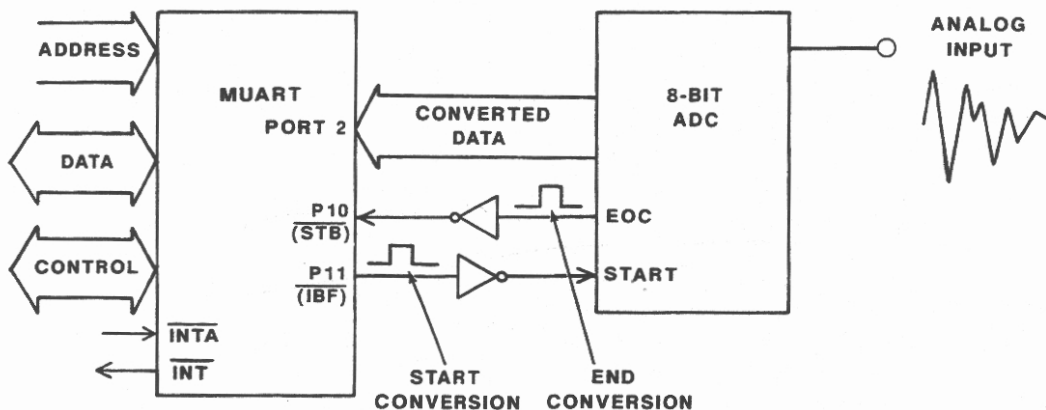 ADDRESS
DATA
CONTROL
INTA
INT
MUART
PORT 2
P10
(STB)
P11
(IBF)
CONVERTED
DATA
START
CONVERSION
END
CONVERSION
8-BIT
ADC
EOC
START
ANALOG
INPUT